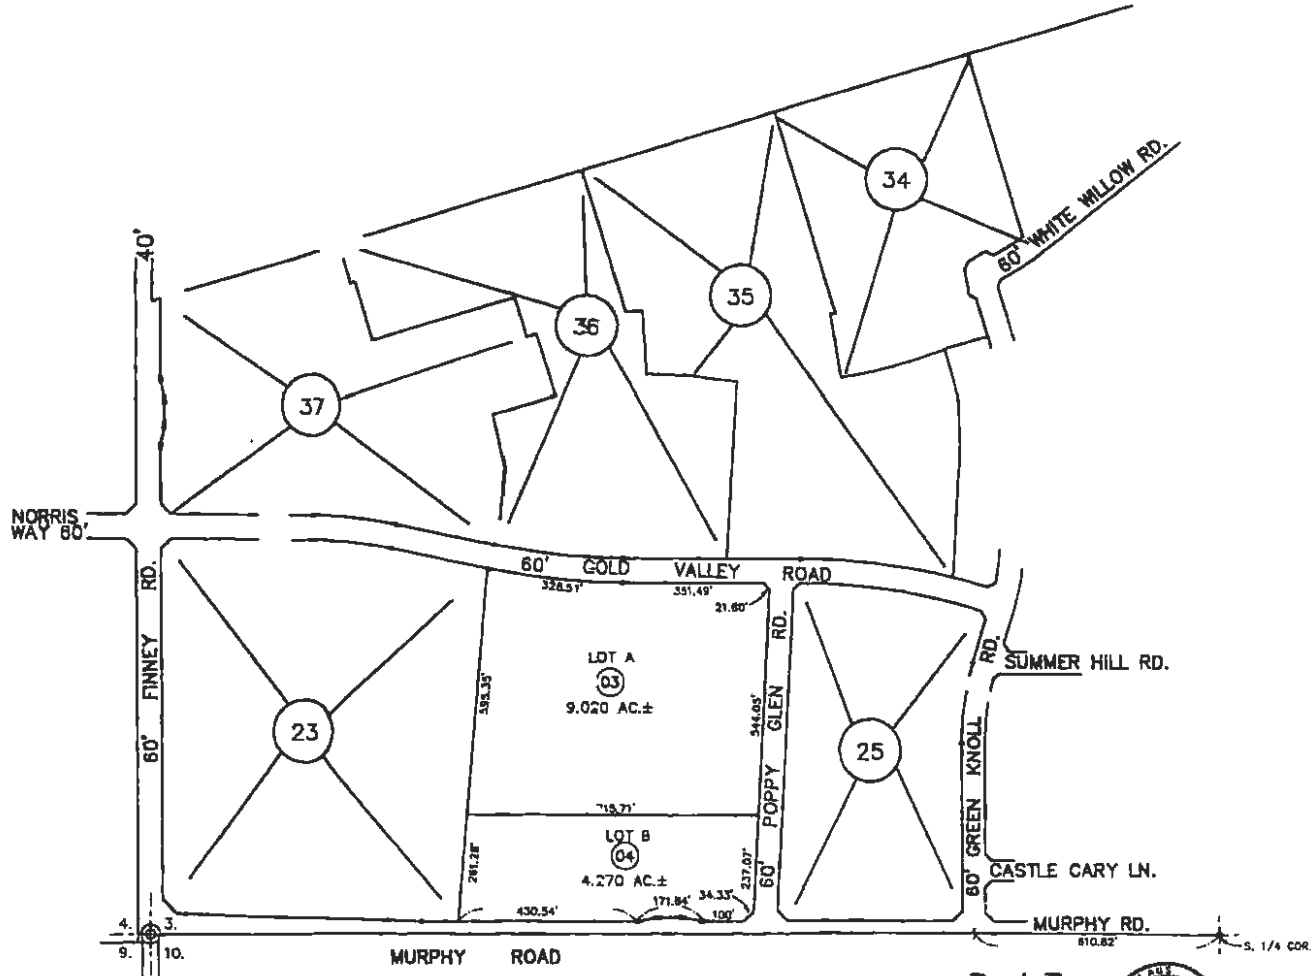 34
60' WHITE WILLOW RD.
40'
35
36
37
NORRIS
WAY 60'
60' GOLD VALLEY ROAD
328.57'
351.49'
21.60'
60' FINNEY RD.
LOT A
03
9.020 AC.±
595.35'
544.05'
60' POPPY GLEN RD.
23
25
SUMMER HILL RD.
60' GREEN KNOLL RD.
715.71'
LOT B
04
4.270 AC.±
261.28'
237.07'
CASTLE CARY LN.
430.54'
171.84'
34.33'
100'
MURPHY RD.
810.82'
4. 3.
9. 10.
MURPHY ROAD
S. 1/4 COR.